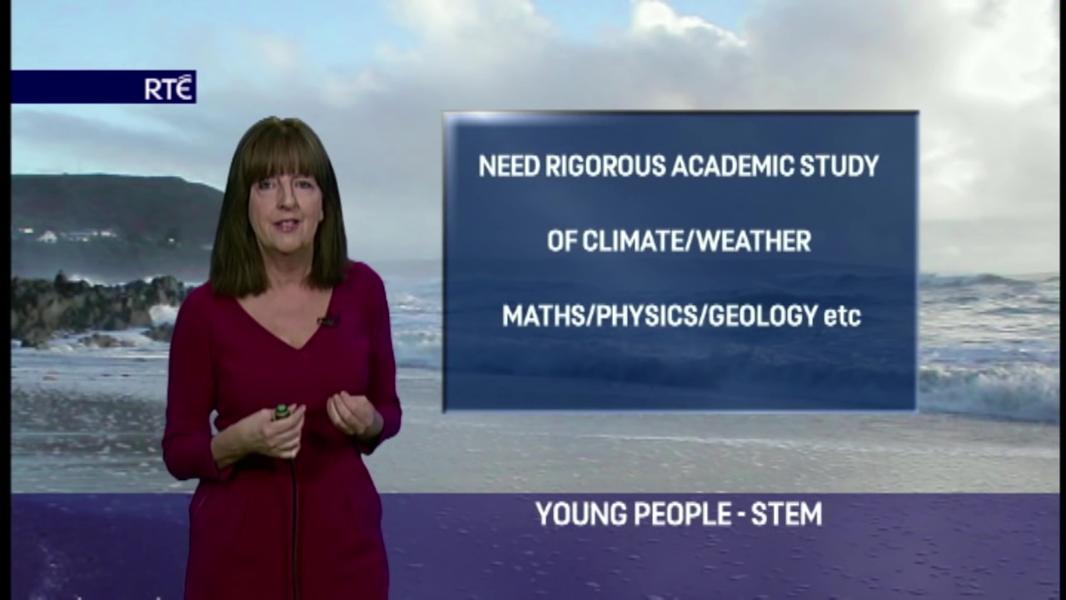 RTÉ
NEED RIGOROUS ACADEMIC STUDY
OF CLIMATE/WEATHER
MATHS/PHYSICS/GEOLOGY etc
YOUNG PEOPLE - STEM